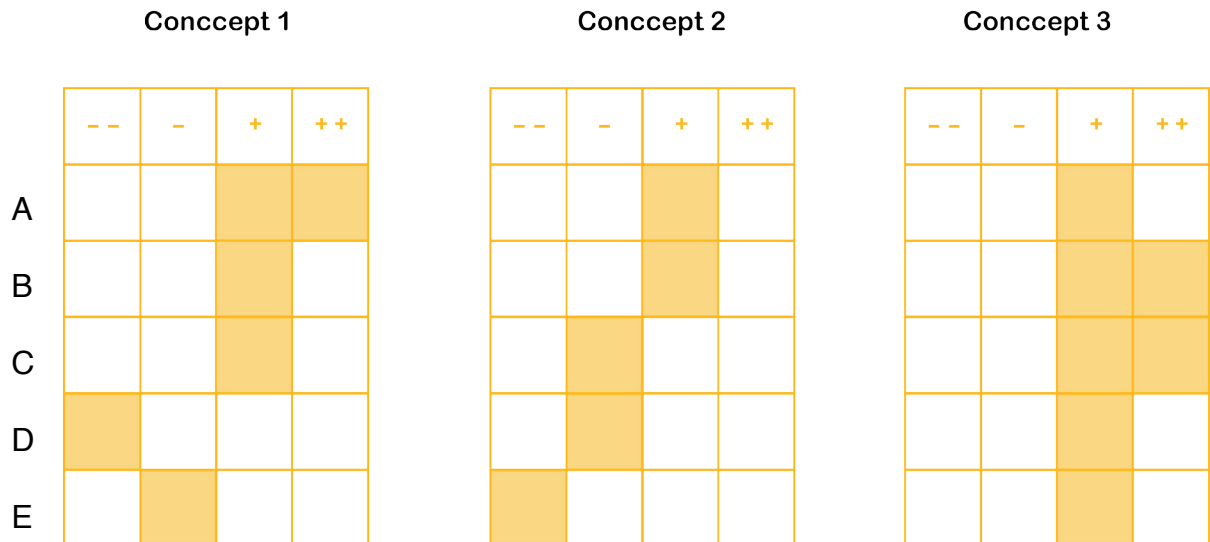 Conccept 1 Conccept 2 Conccept 3
– – – + + + – – – + + + – – – + + +
A
B
C
D
E